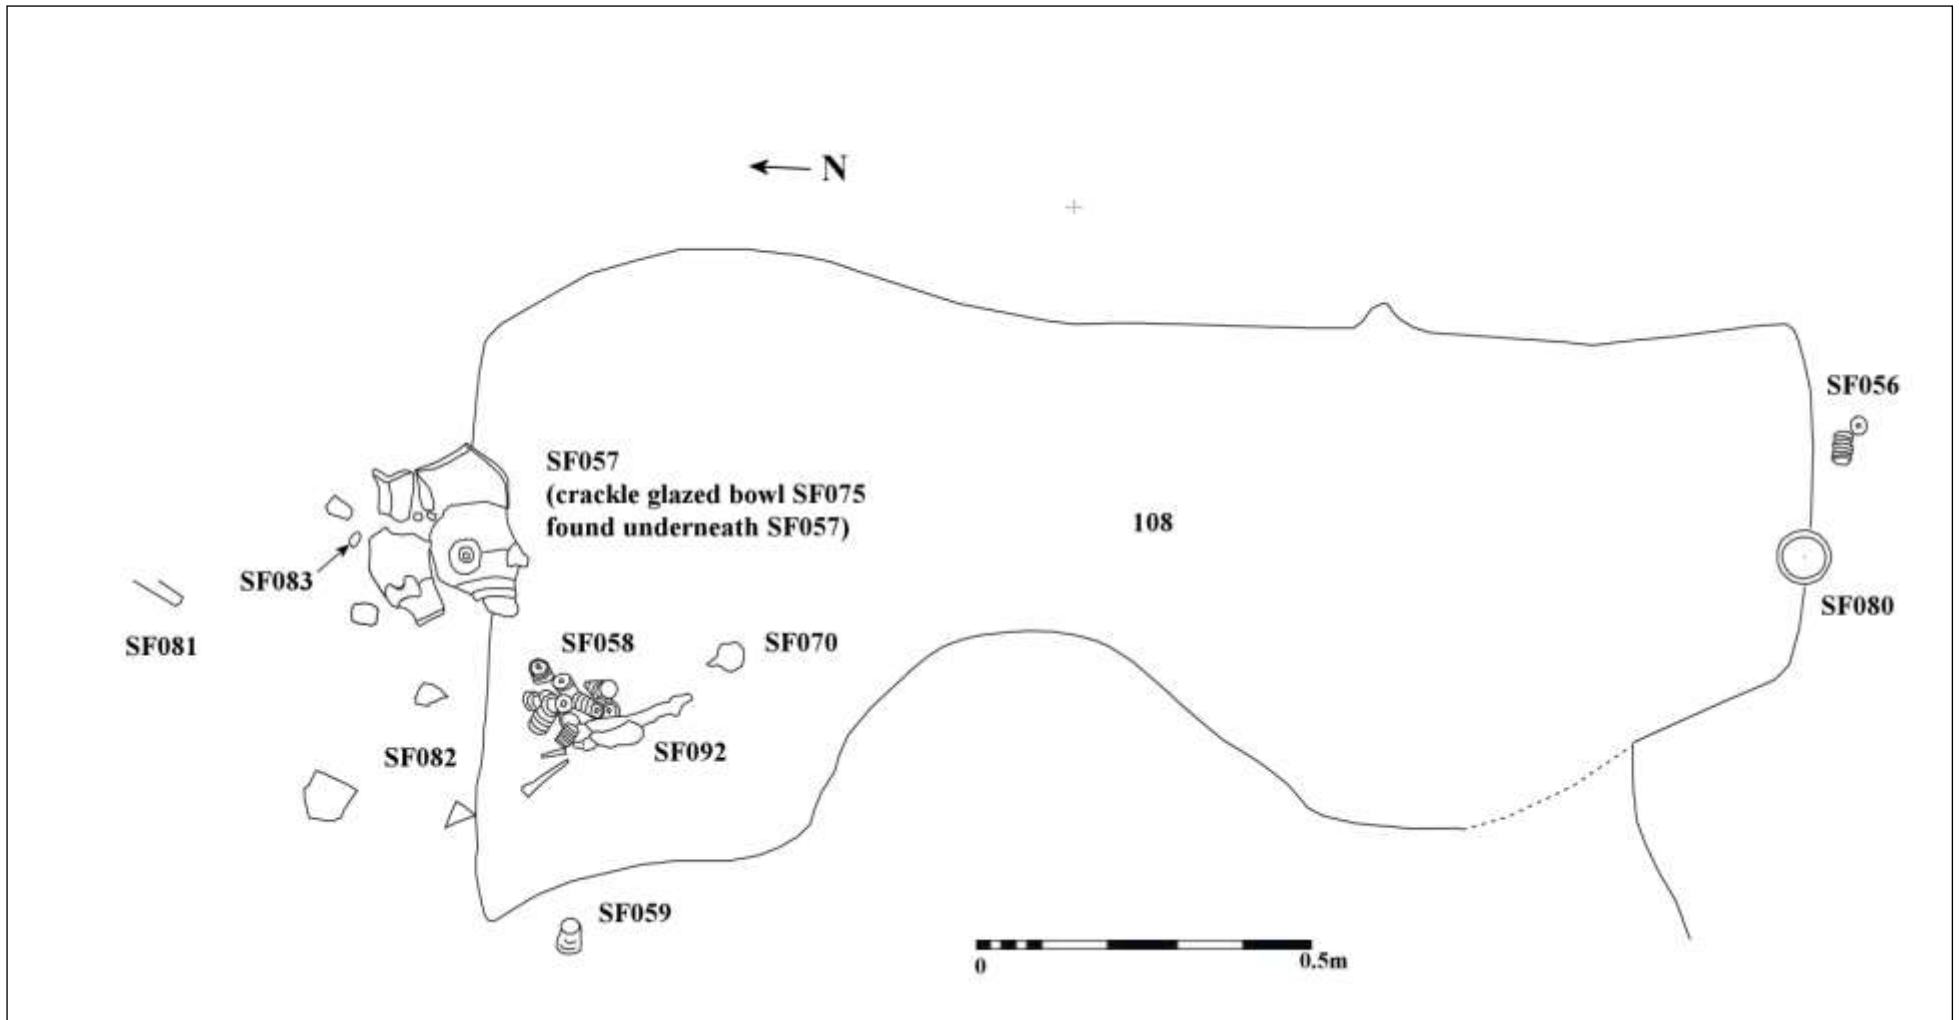 N
SF056
SF057
(crackle glazed bowl SF075
found underneath SF057)
108
SF083
SF080
SF081
SF058
SF070
SF082
SF092
SF059
0
0.5m